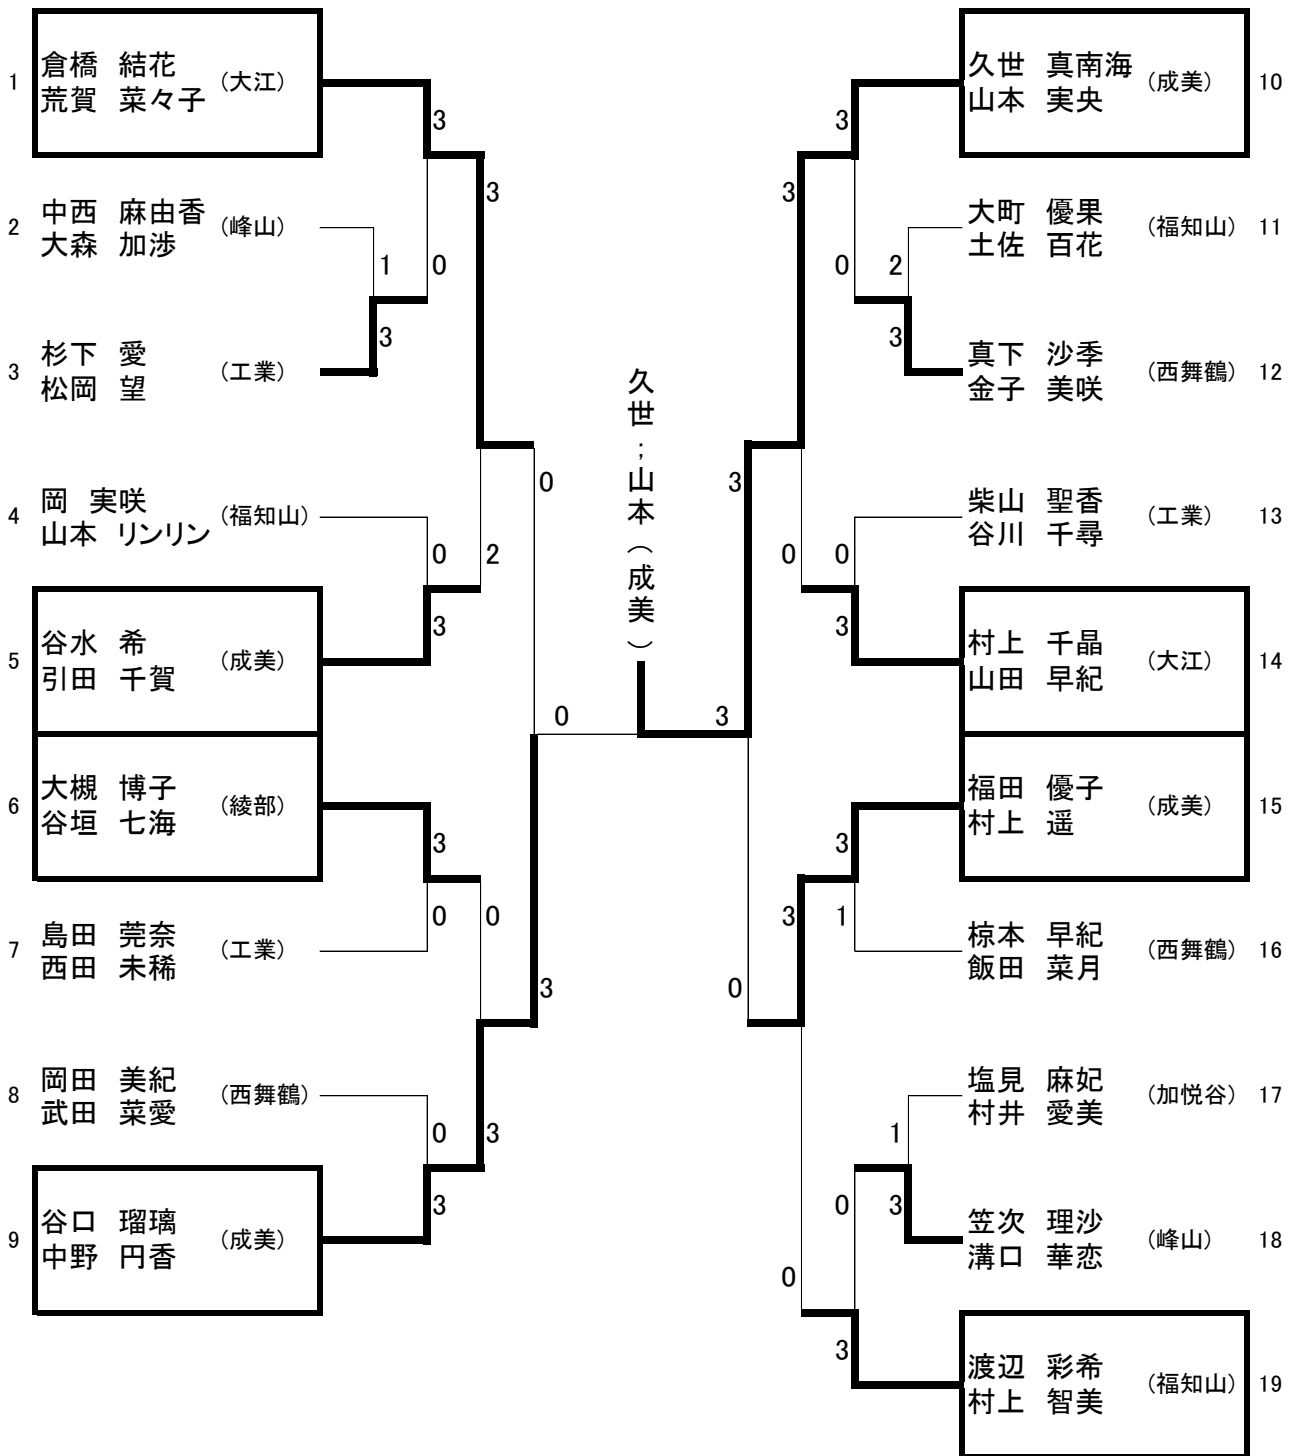 1 倉橋 結花 (大江)
荒賀 菜々子
3
3
2 中西 麻由香 (峰山)
大森 加渉
1
0
3
3 杉下 愛 (工業)
松岡 望
0
4 岡 実咲 (福知山)
山本 リンリン
0
2
3
5 谷水 希 (成美)
引田 千賀
0
6 大槻 博子 (綾部)
谷垣 七海
3
0
0
7 島田 莞奈 (工業)
西田 未稀
3
8 岡田 美紀 (西舞鶴)
武田 菜愛
0
3
3
9 谷口 瑠璃 (成美)
中野 円香
久世;山本(成美)
久世 真南海 (成美) 10
山本 実央
3
3
大町 優果 (福知山) 11
土佐 百花
0
2
3
真下 沙季 (西舞鶴) 12
金子 美咲
3
柴山 聖香 (工業) 13
谷川 千尋
0
0
3
村上 千晶 (大江) 14
山田 早紀
3
福田 優子 (成美) 15
村上 遥
3
3
1
椋本 早紀 (西舞鶴) 16
飯田 菜月
0
塩見 麻妃 (加悦谷) 17
村井 愛美
1
0
3
笠次 理沙 (峰山) 18
溝口 華恋
0
3
渡辺 彩希 (福知山) 19
村上 智美